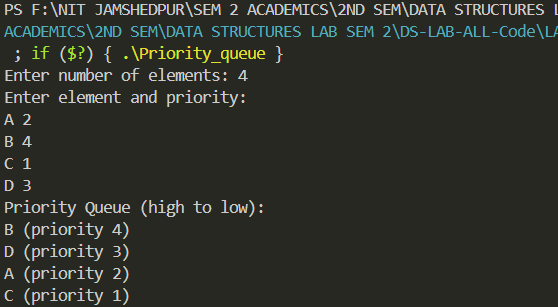 PS F:\NIT JAMSHEDPUR\SEM 2 ACADEMICS\2ND SEM\DATA STRUCTURES L
ACADEMICS\2ND SEM\DATA STRUCTURES LAB SEM 2\DS-LAB-ALL-Code\LA
; if ($?) { .\Priority_queue }
Enter number of elements: 4
Enter element and priority:
A 2
B 4
C 1
D 3
Priority Queue (high to low):
B (priority 4)
D (priority 3)
A (priority 2)
C (priority 1)